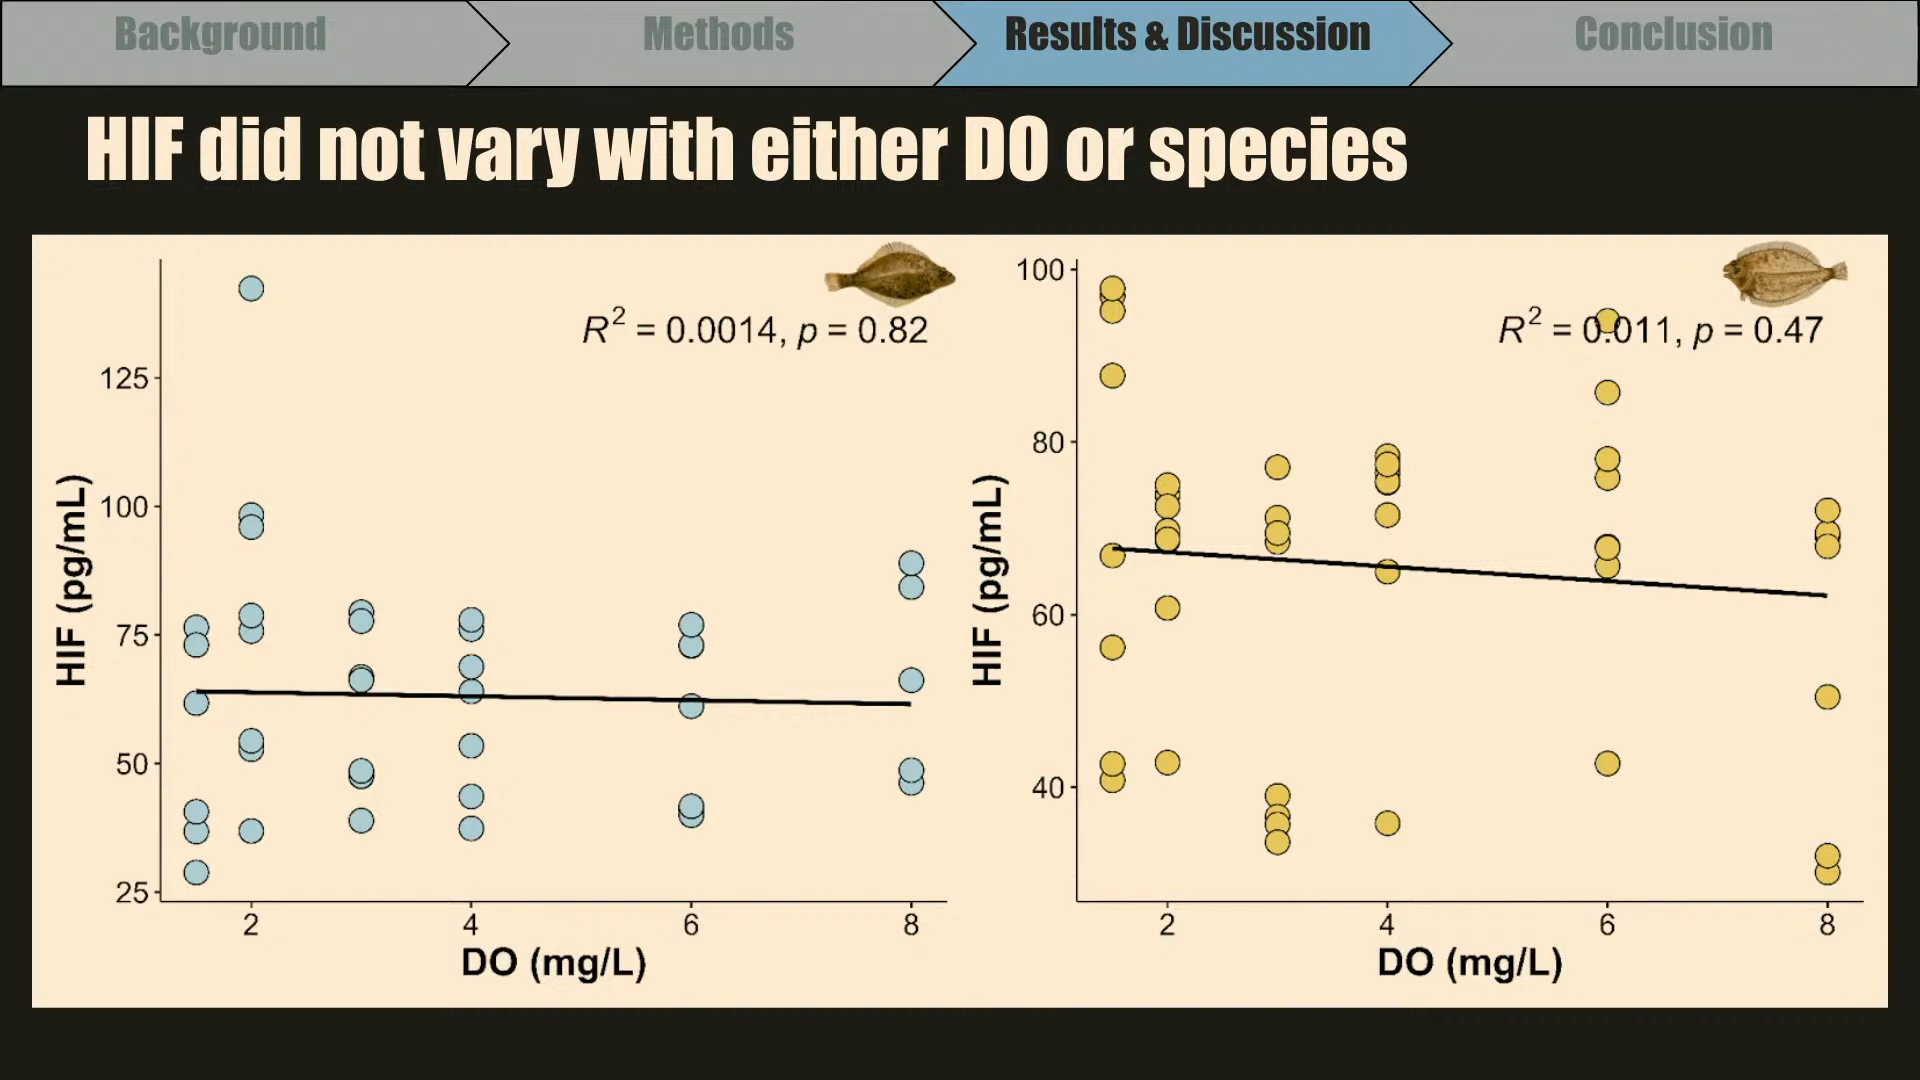 Background
Methods
Results & Discussion
Conclusion
HIF did not vary with either DO or species
R² = 0.0014, p = 0.82
125
100
75
50
25
HIF (pg/mL)
2
4
6
8
DO (mg/L)
R² = 0.011, p = 0.47
100
80
60
40
HIF (pg/mL)
2
4
6
8
DO (mg/L)